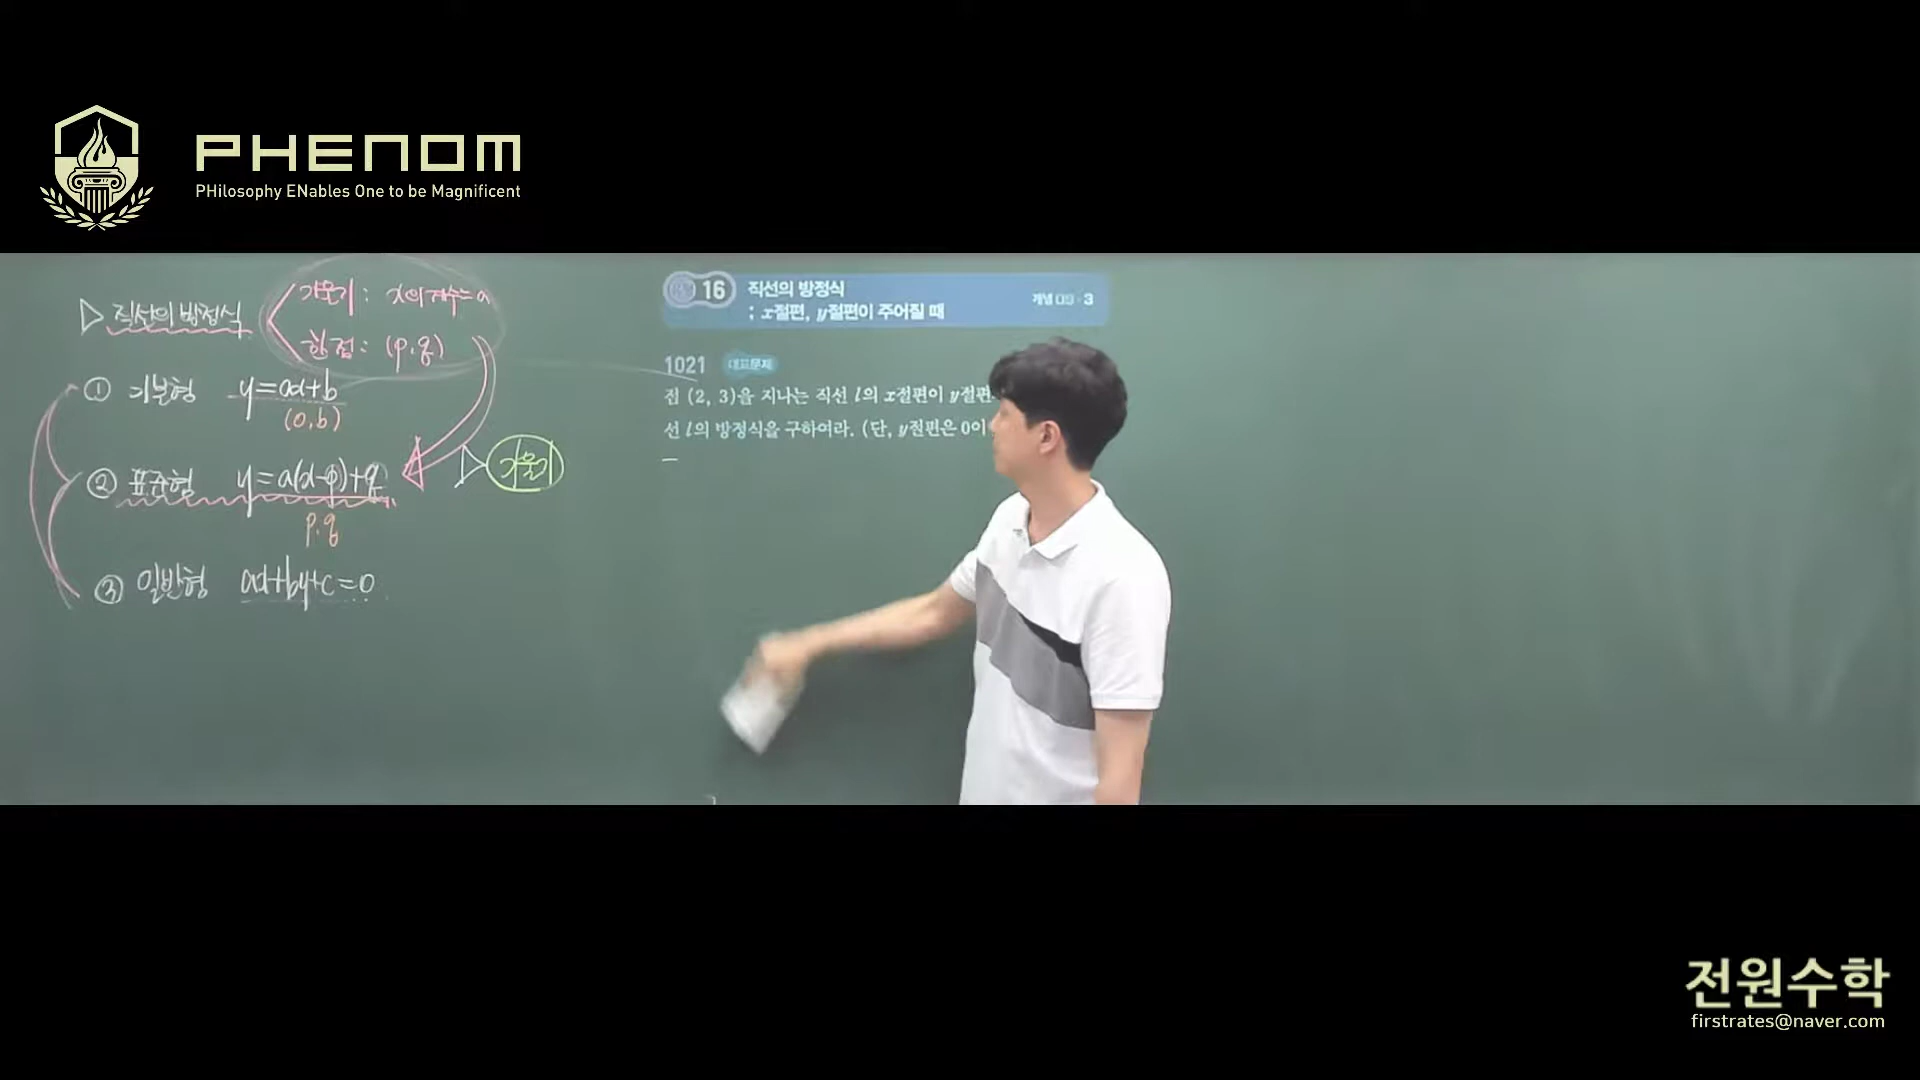 PHENOM
PHilosophy ENables One to be Magnificent
▷ 직선의 방정식
기울기 : x의 계수 = a
한 점 : (p, q)
① 기본형 y=ax+b
(0, b)
② 표준형 y=a(x-p)+q
p, q
기울기
③ 일반형 ax+by+c=0
16 직선의 방정식
: x절편, y절편이 주어질 때
개념 09 - 3
1021 대표문제
점 (2, 3)을 지나는 직선 l의 x절편이 y절편
선 l의 방정식을 구하여라. (단, y절편은 0이
전원수학
firstrates@naver.com